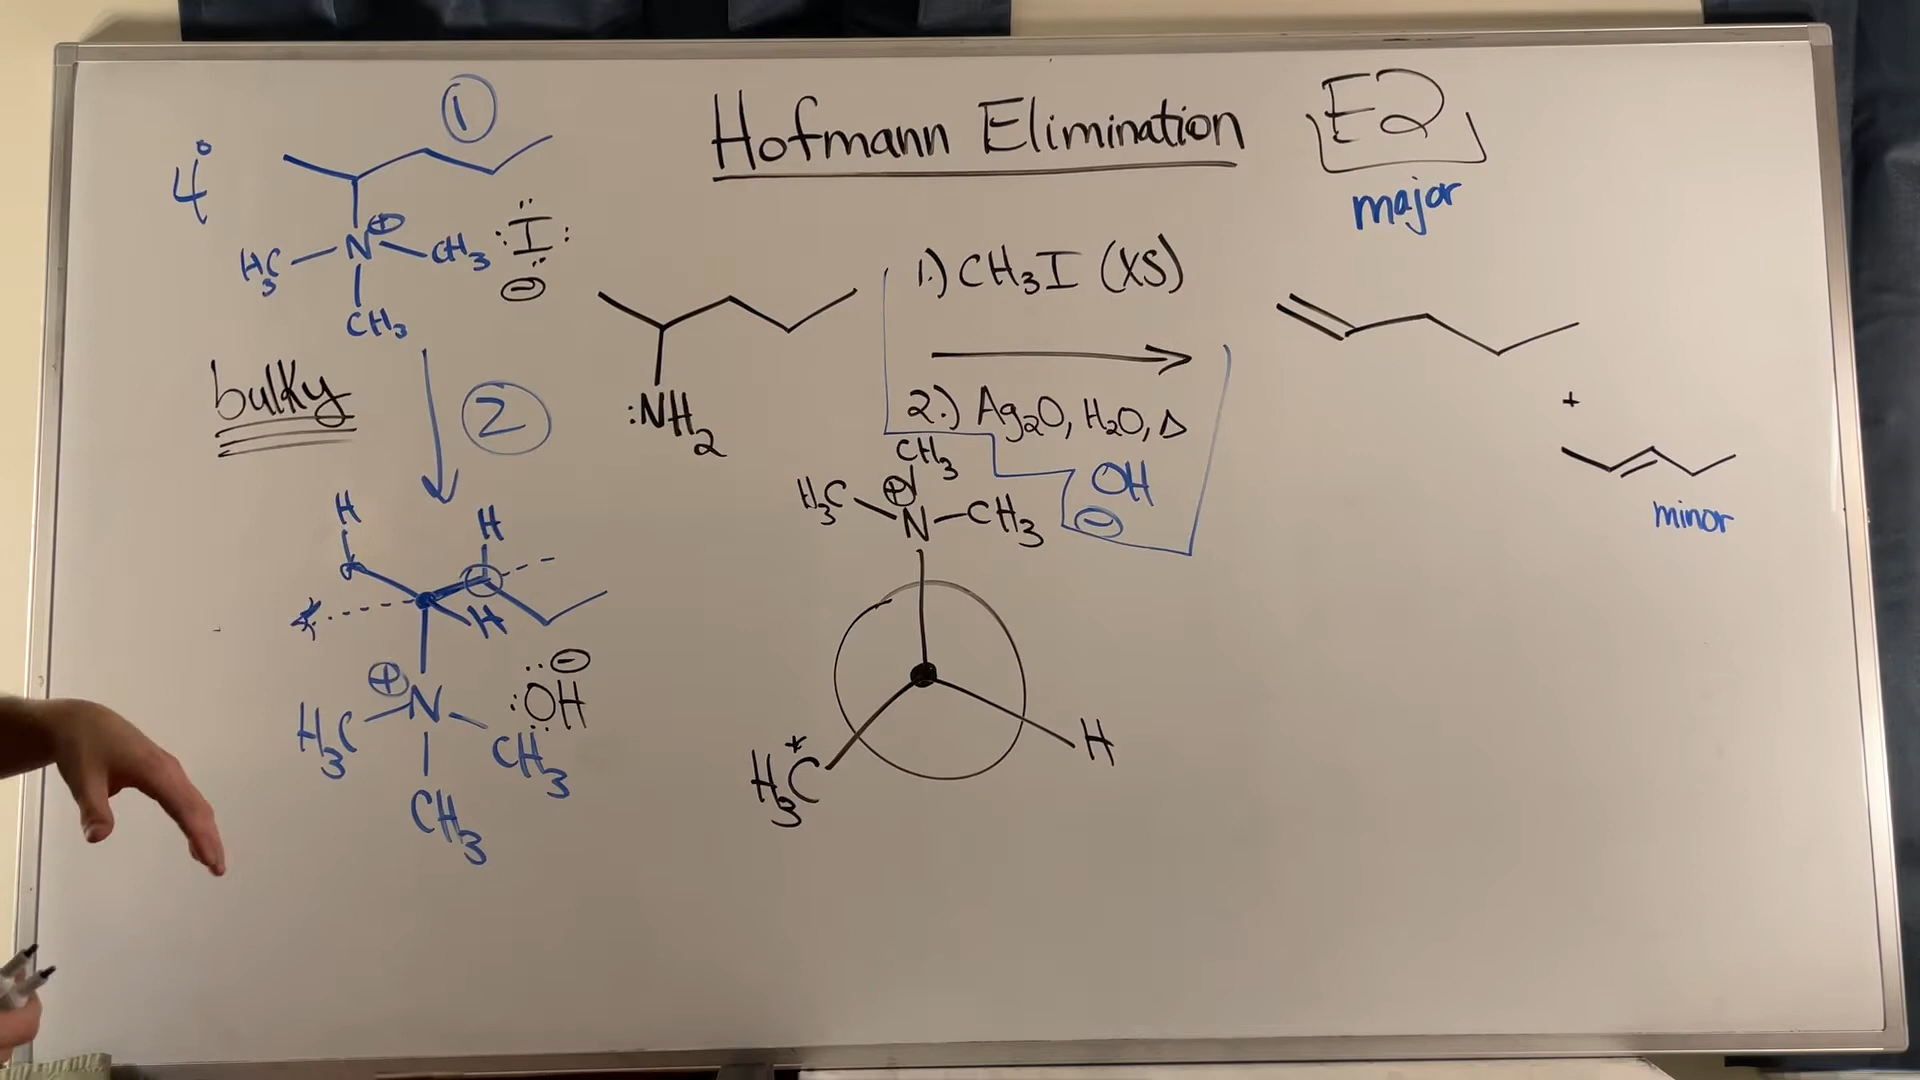 Hofmann Elimination
E2
major
1
4°
N⊕
H3C
CH3
CH3
:I:
⊖
bulky
2
1.) CH3I (XS)
2.) Ag2O, H2O, Δ
OH
⊖
:NH2
+
minor
H
H
H
⊕
N
H3C
CH3
CH3
:OH
⊖
CH3
H3C
⊕
N
CH3
*
H3C
H